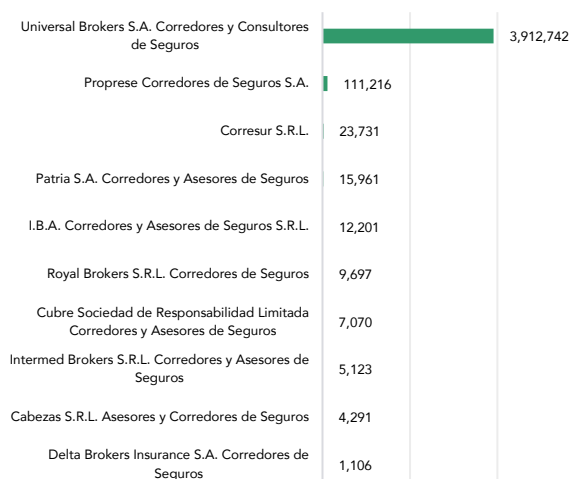 Universal Brokers S.A. Corredores y Consultores
de Seguros
3,912,742
Proprese Corredores de Seguros S.A.
111,216
Corresur S.R.L.
23,731
Patria S.A. Corredores y Asesores de Seguros
15,961
I.B.A. Corredores y Asesores de Seguros S.R.L.
12,201
Royal Brokers S.R.L. Corredores de Seguros
9,697
Cubre Sociedad de Responsabilidad Limitada
Corredores y Asesores de Seguros
7,070
Intermed Brokers S.R.L. Corredores y Asesores de
Seguros
5,123
Cabezas S.R.L. Asesores y Corredores de Seguros
4,291
Delta Brokers Insurance S.A. Corredores de
Seguros
1,106